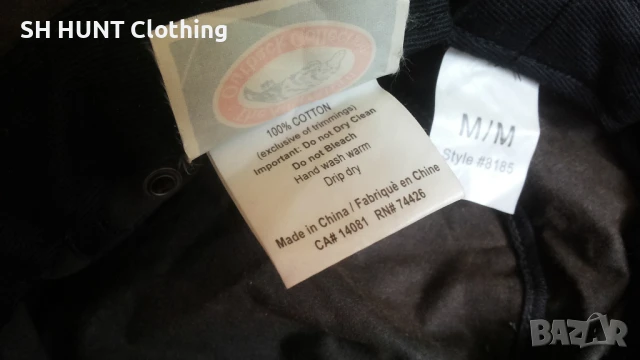 SH HUNT Clothing
100% COTTON
(exclusive of trimmings)
Important: Do not Dry Clean
Do not Bleach
Hand wash warm
Drip dry
Made in China / Fabriqué en Chine
CA# 14081 RN# 74426
M/M
Style #8185
BAZAR